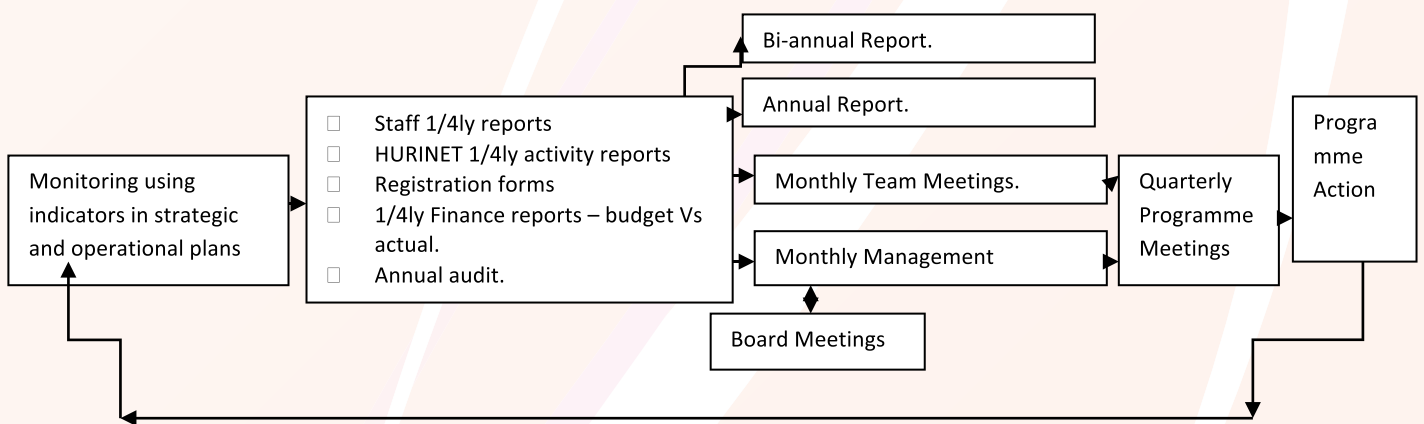 Monitoring using
indicators in strategic
and operational plans
Staff 1/4ly reports
HURINET 1/4ly activity reports
Registration forms
1/4ly Finance reports – budget Vs
actual.
Annual audit.
Bi-annual Report.
Annual Report.
Monthly Team Meetings.
Monthly Management
Board Meetings
Quarterly
Programme
Meetings
Progra
mme
Action